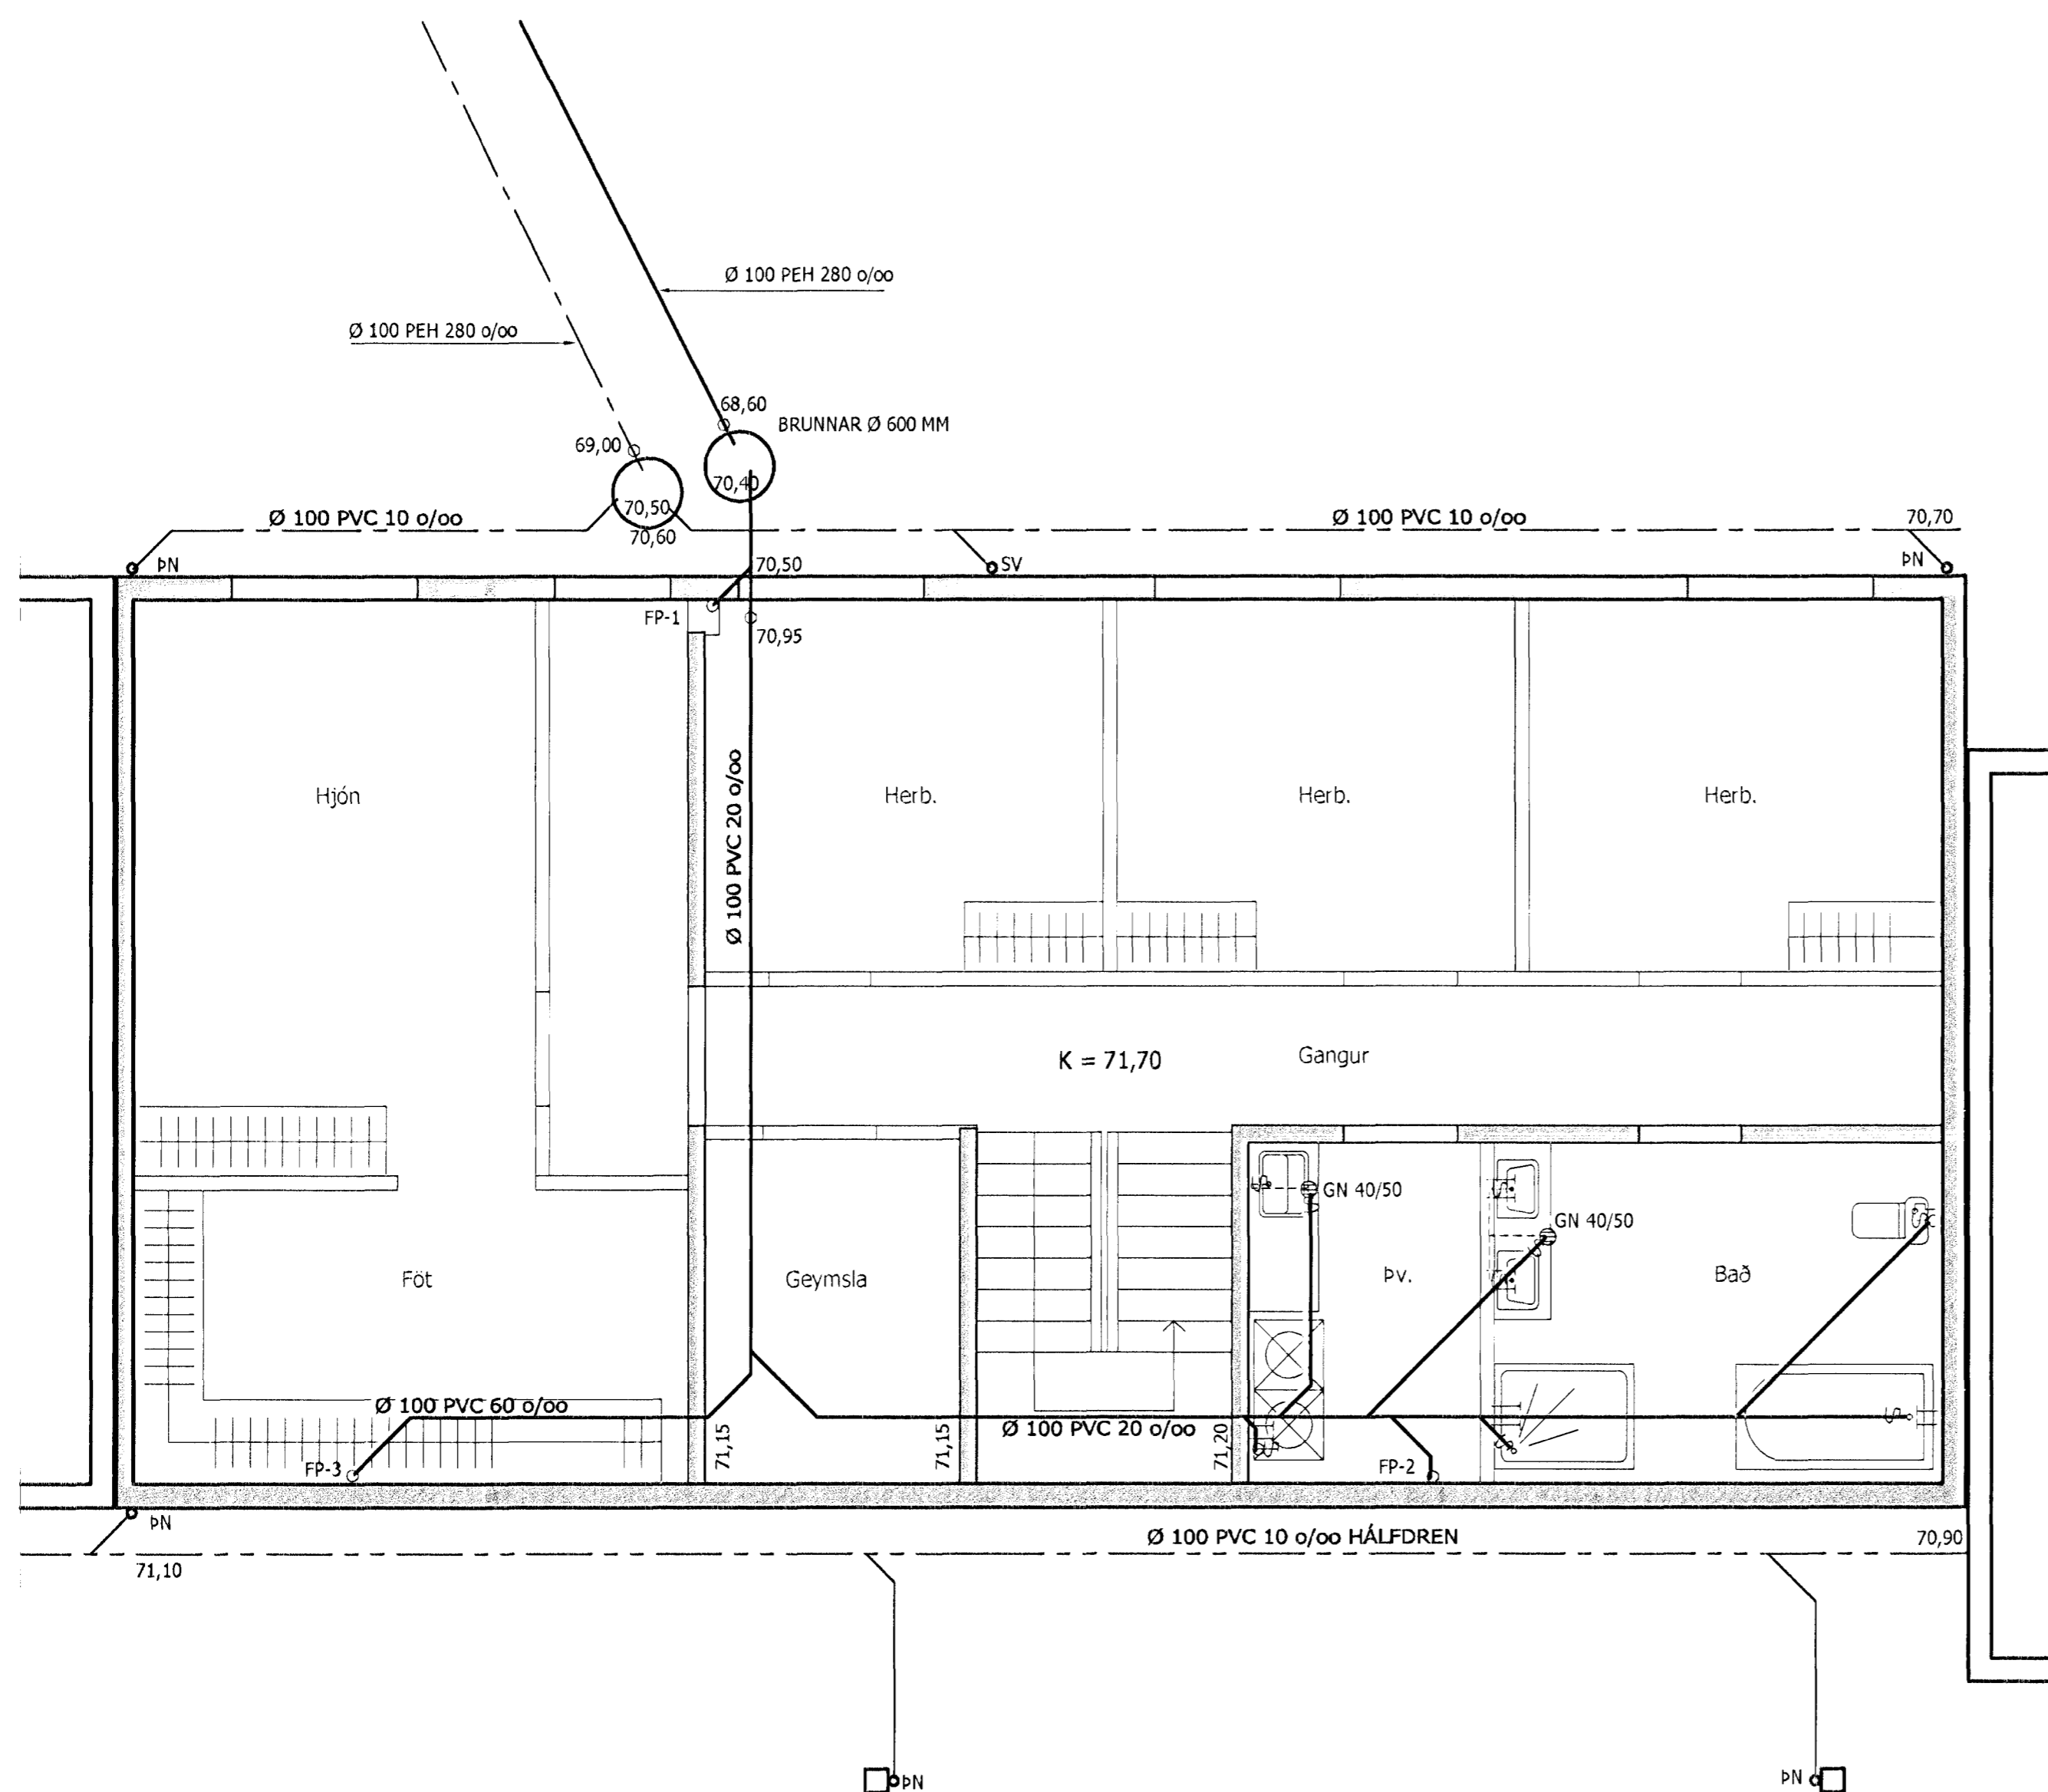 Ø 100 PEH 280 o/oo
Ø 100 PEH 280 o/oo
68,60
BRUNNAR Ø 600 MM
69,00
70,40
70,50
Ø 100 PVC 10 o/oo
70,60
Ø 100 PVC 10 o/oo
70,70
ÞN
70,50
SV
ÞN
FP-1
70,95
Ø 100 PVC 20 o/oo
Hjón
Herb.
Herb.
Herb.
K = 71,70
Gangur
GN 40/50
GN 40/50
Föt
Geymsla
Þv.
Bað
Ø 100 PVC 60 o/oo
71,15
71,15
Ø 100 PVC 20 o/oo
71,20
FP-3
FP-2
ÞN
Ø 100 PVC 10 o/oo HÁLFDREN
70,90
71,10
ÞN
ÞN